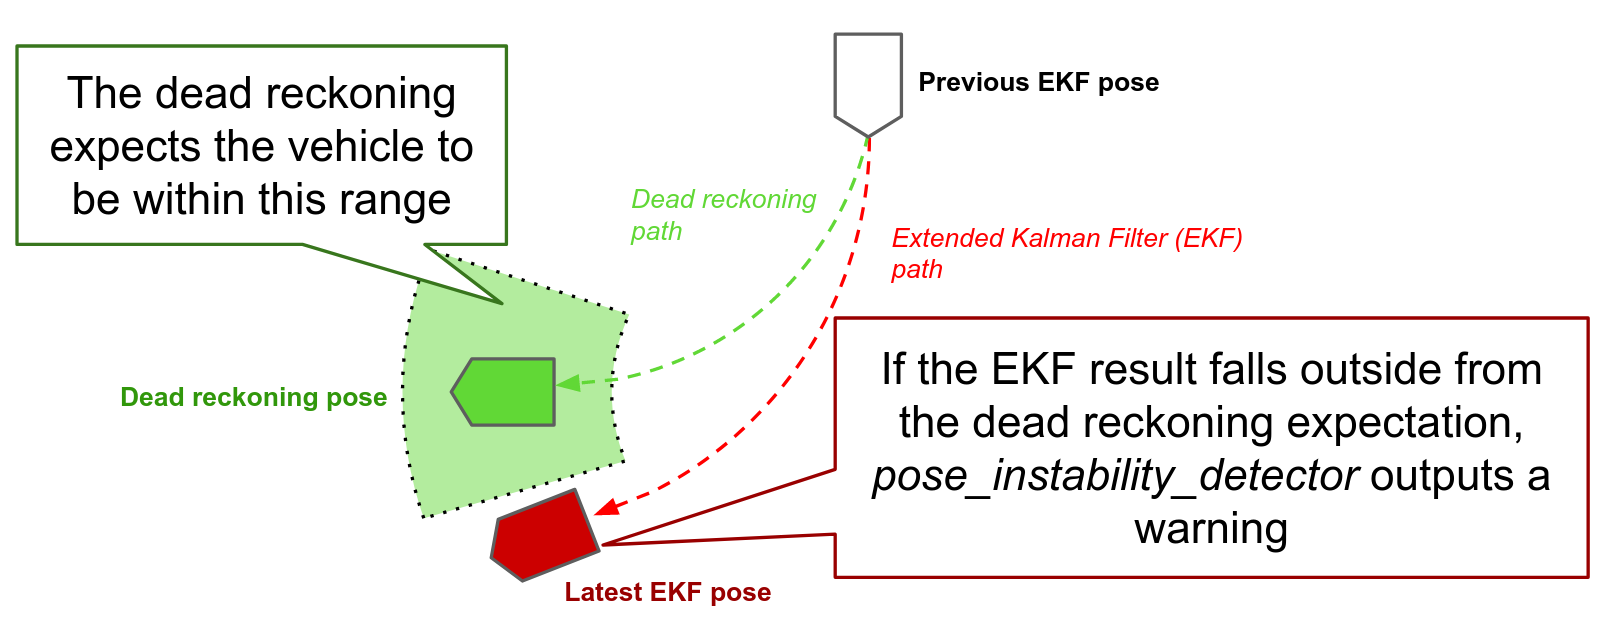 The dead reckoning
expects the vehicle to
be within this range
Previous EKF pose
Dead reckoning
path
Extended Kalman Filter (EKF)
path
Dead reckoning pose
If the EKF result falls outside from
the dead reckoning expectation,
pose_instability_detector outputs a
warning
Latest EKF pose